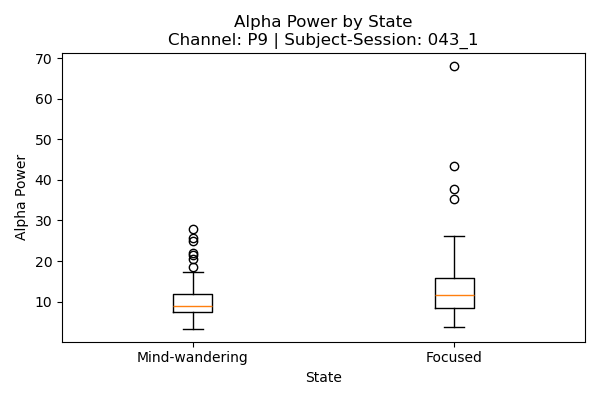 Alpha Power by State
Channel: P9 | Subject-Session: 043_1
70
60
50
40
30
20
10
Alpha Power
Mind-wandering
Focused
State